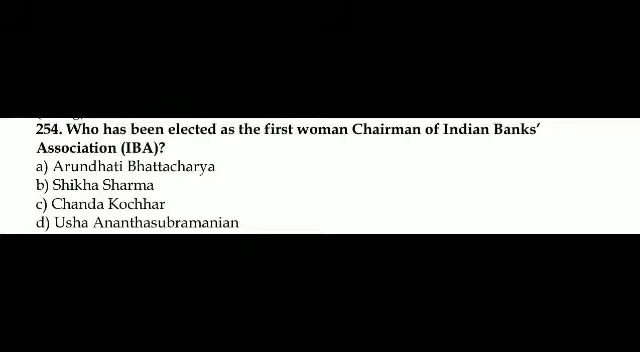 254. Who has been elected as the first woman Chairman of Indian Banks'
Association (IBA)?
a) Arundhati Bhattacharya
b) Shikha Sharma
c) Chanda Kochhar
d) Usha Ananthasubramanian